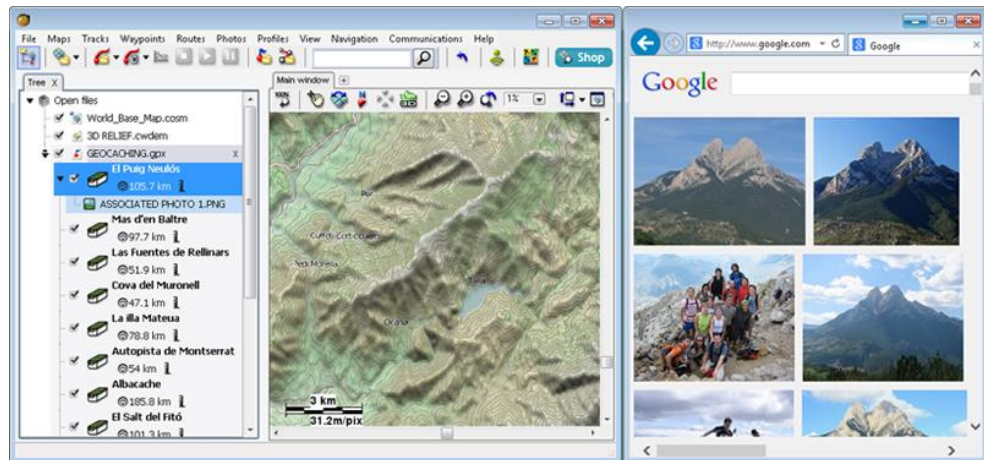 File Maps Tracks Waypoints Routes Photos Profiles View Navigation Communications Help
Shop
Tree X
Main window
100%
1%
Open files
World_Base_Map.cosm
3D RELIEF.cwdem
GEOCACHING.gpx x
El Puig Neulós
105.7 km
ASSOCIATED PHOTO 1.PNG
Mas d'en Baltre
97.7 km
Las Fuentes de Rellinars
51.9 km
Cova del Muronell
47.1 km
La illa Mateua
78.8 km
Autopista de Montserrat
54 km
Albacache
185.8 km
El Salt del Fitó
101.3 km
3 km
31.2m/pix
http://www.google.com
Google
Google